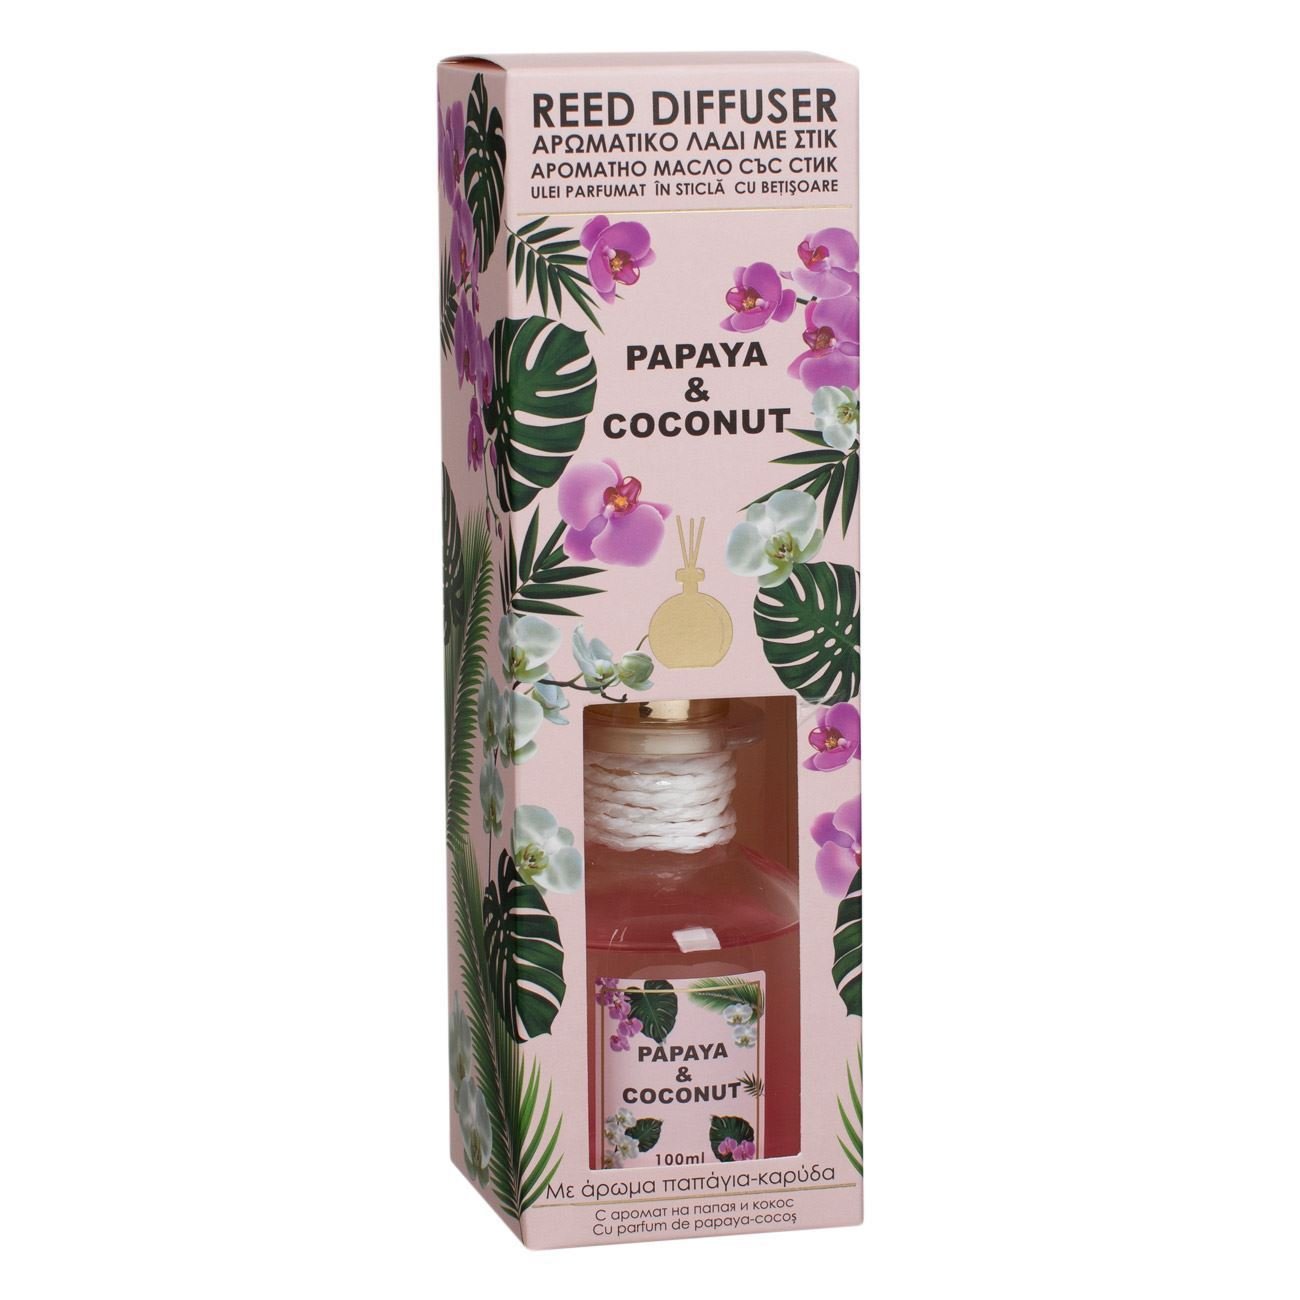 REED DIFFUSER
ΑΡΩΜΑΤΙΚΟ ΛΑΔΙ ΜΕ ΣΤΙΚ
АРОМАТНО МАСЛО СЪС СТИК
ULEI PARFUMAT ÎN STICLĂ CU BEȚIȘOARE
PAPAYA
&
COCONUT
PAPAYA
&
COCONUT
100ml
Με άρωμα παπάγια-καρύδα
С аромат на папая и кокос
Cu parfum de papaya-cocoș